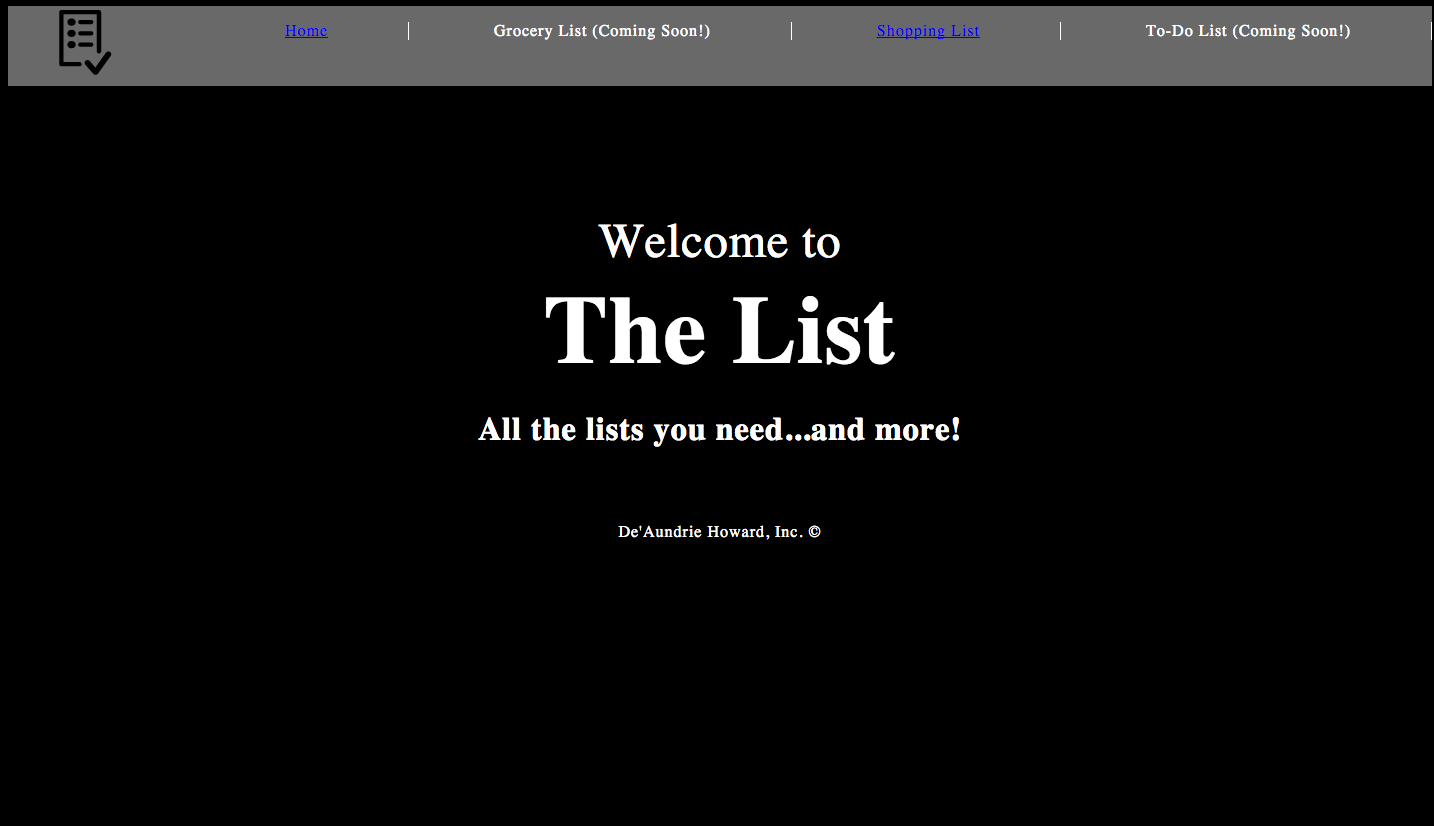 Home Grocery List (Coming Soon!) Shopping List To-Do List (Coming Soon!)
Welcome to
The List
All the lists you need...and more!
De'Aundrie Howard, Inc. ©